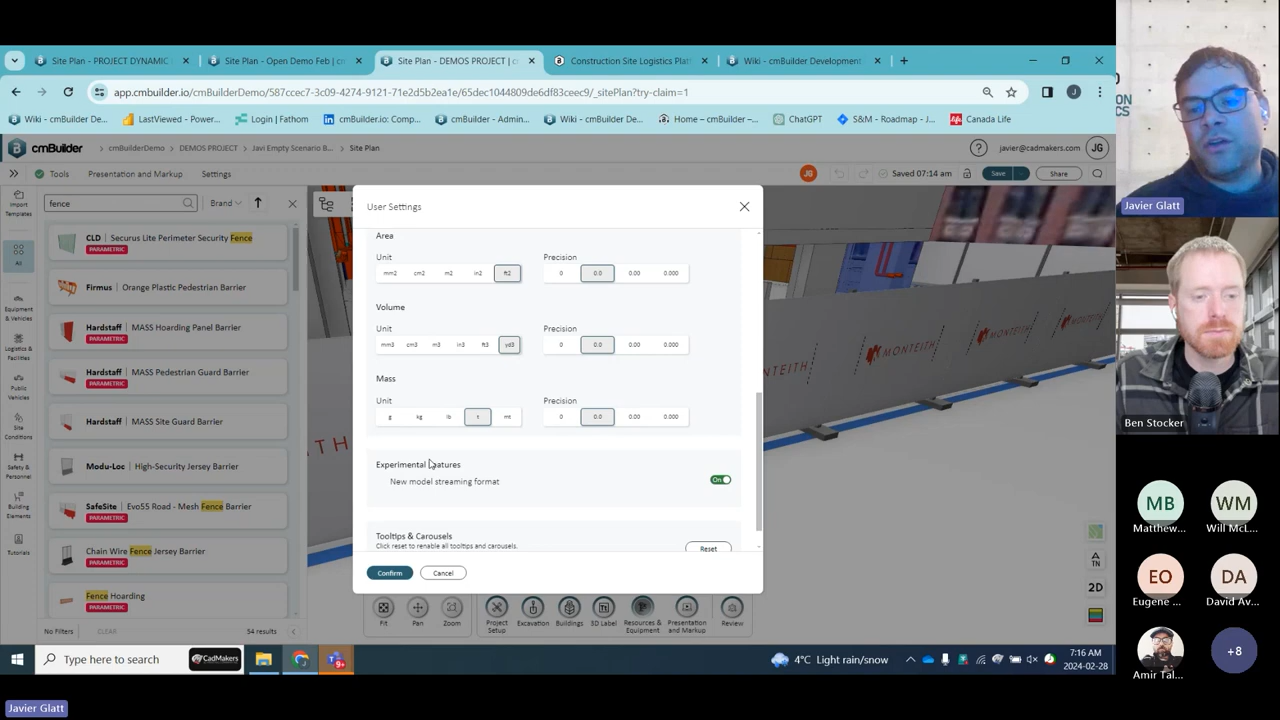 Site Plan - PROJECT DYNAMIC
Site Plan - Open Demo Feb | c
Site Plan - DEMOS PROJECT | c
Construction Site Logistics Platf
Wiki - cmBuilder Development
app.cmbuilder.io/cmBuilderDemo/587ccec7-3c09-4274-9121-71e2d5b2ea1e/65dec1044809de6df83ceec9/_sitePlan?try-claim=1
J
Wiki - cmBuilder De...
LastViewed - Power...
Login | Fathom
cmBuilder.io: Comp...
cmBuilder - Admin...
Wiki - cmBuilder De...
Home – cmBuilder –...
ChatGPT
S&M - Roadmap - J...
Canada Life
cmBuilder
cmBuilderDemo
DEMOS PROJECT
Javi Empty Scenario B...
Site Plan
javier@cadmakers.com
JG
Tools
Presentation and Markup
Settings
JG
Saved 07:14 am
Save
Share
Import Templates
All
Equipment & Vehicles
Logistics & Facilities
Public Vehicles
Site Conditions
Safety & Personnel
Building Elements
Tutorials
fence
Brand
CLD | Securus Lite Perimeter Security Fence
PARAMETRIC
Firmus | Orange Plastic Pedestrian Barrier
Hardstaff | MASS Hoarding Panel Barrier
PARAMETRIC
Hardstaff | MASS Pedestrian Guard Barrier
PARAMETRIC
Hardstaff | MASS Site Guard Barrier
Modu-Loc | High-Security Jersey Barrier
SafeSite | Evo55 Road - Mesh Fence Barrier
PARAMETRIC
Chain Wire Fence Jersey Barrier
PARAMETRIC
Fence Hoarding
No Filters
CLEAR
54 results
User Settings
Area
Unit
Precision
mm2 cm2 m2 in2 ft2
0 0.0 0.00 0.000
Volume
Unit
Precision
mm3 cm3 m3 in3 ft3 yd3
0 0.0 0.00 0.000
Mass
Unit
Precision
g kg lb t mt
0 0.0 0.00 0.000
Experimental Features
New model streaming format
On
Tooltips & Carousels
Click reset to renable all tooltips and carousels.
Reset
Confirm
Cancel
MONTEITH
MONTEITH
MONTEITH
Fit
Pan
Zoom
Project Setup
Excavation
Buildings
3D Label
Resources & Equipment
Presentation and Markup
Review
2D
Type here to search
CadMakers
9+
4°C Light rain/snow
7:16 AM
2024-02-28
Javier Glatt
Ben Stocker
MB
Matthew...
WM
Will McL...
EO
Eugene ...
DA
David Av...
Amir Tal...
+8
Javier Glatt